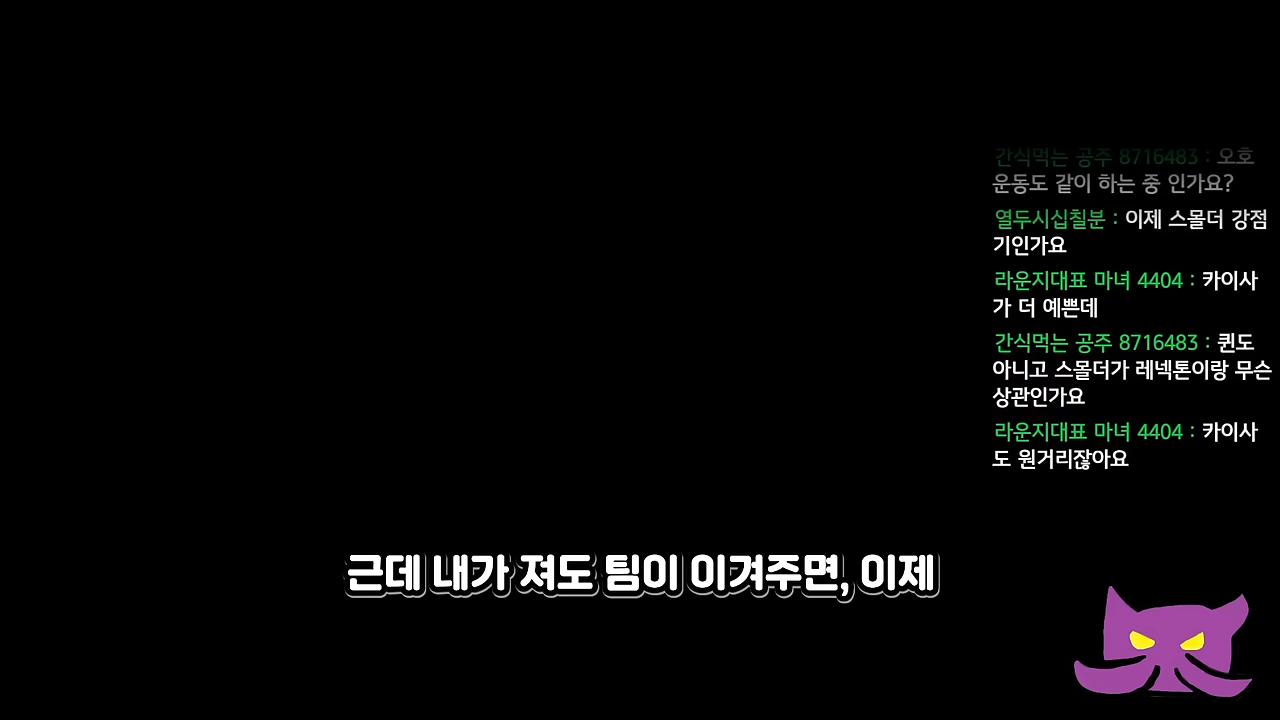 간식먹는 공주 8716483 : 오호
운동도 같이 하는 중 인가요?
열두시십칠분 : 이제 스몰더 강점
기인가요
라운지대표 마녀 4404 : 카이사
가 더 예쁜데
간식먹는 공주 8716483 : 퀸도
아니고 스몰더가 레넥톤이랑 무슨
상관인가요
라운지대표 마녀 4404 : 카이사
도 원거리잖아요
근데 내가 져도 팀이 이겨주면, 이제